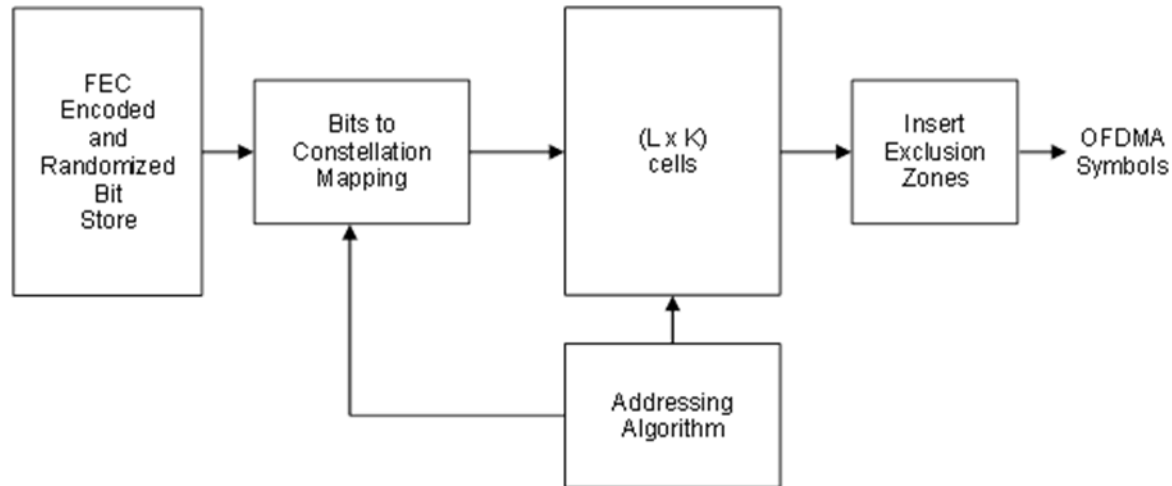 FEC
Encoded
and
Randomized
Bit
Store
Bits to
Constellation
Mapping
(L x K)
cells
Insert
Exclusion
Zones
OFDMA
Symbols
Addressing
Algorithm